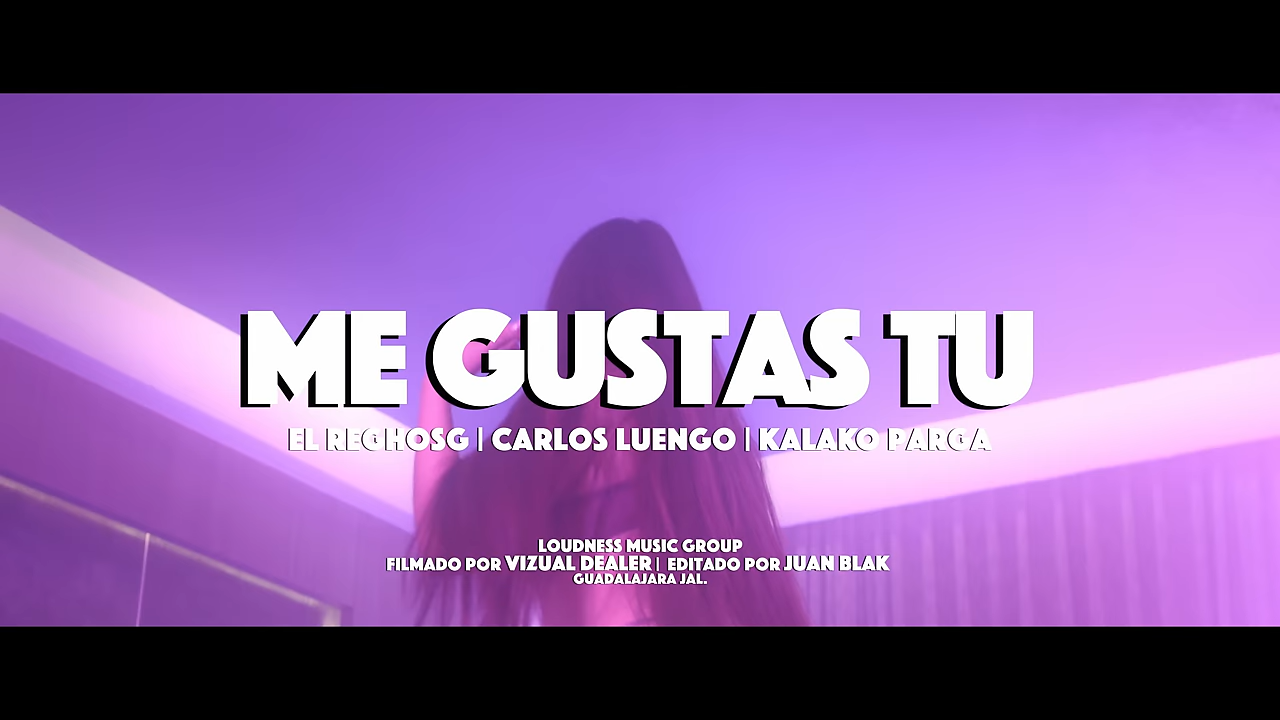 ME GUSTAS TU
EL REGHOSG | CARLOS LUENGO | KALAKO PARGA
LOUDNESS MUSIC GROUP
FILMADO POR VIZUAL DEALER | EDITADO POR JUAN BLAK
GUADALAJARA JAL.